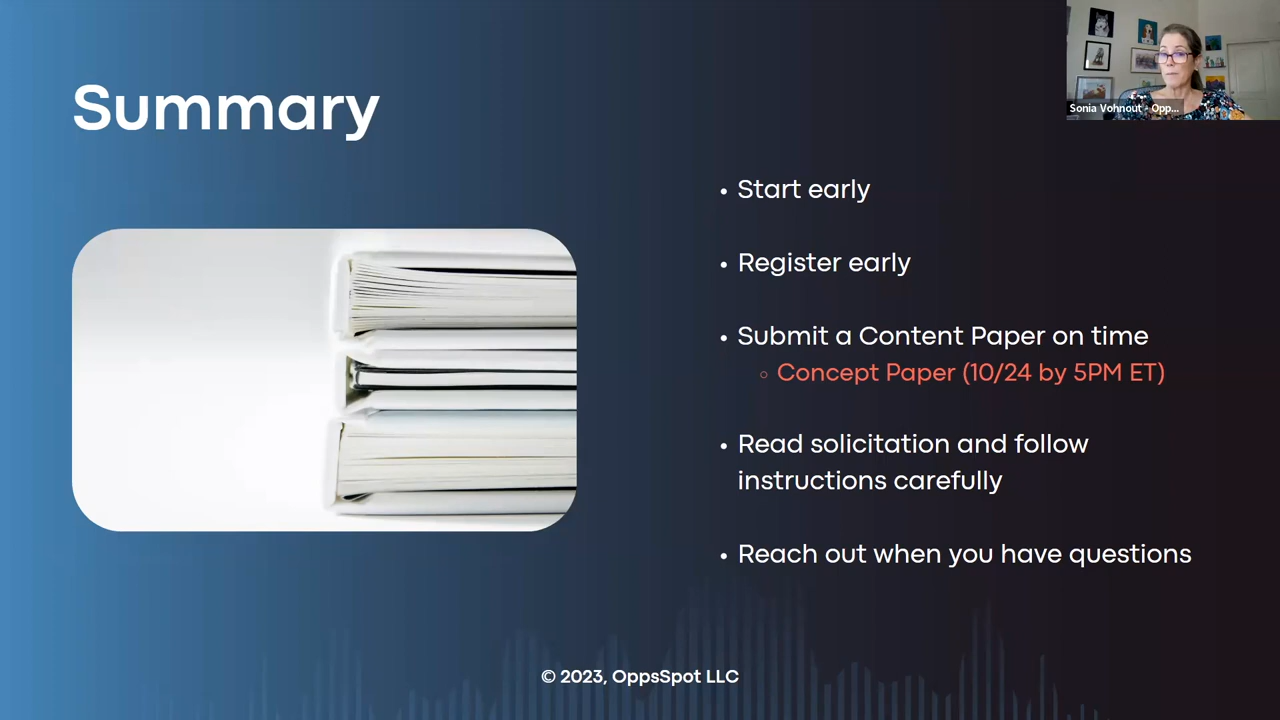 Summary
Sonia Vohnout - Opp...
• Start early
• Register early
• Submit a Content Paper on time
◦ Concept Paper (10/24 by 5PM ET)
• Read solicitation and follow
instructions carefully
• Reach out when you have questions
© 2023, OppsSpot LLC